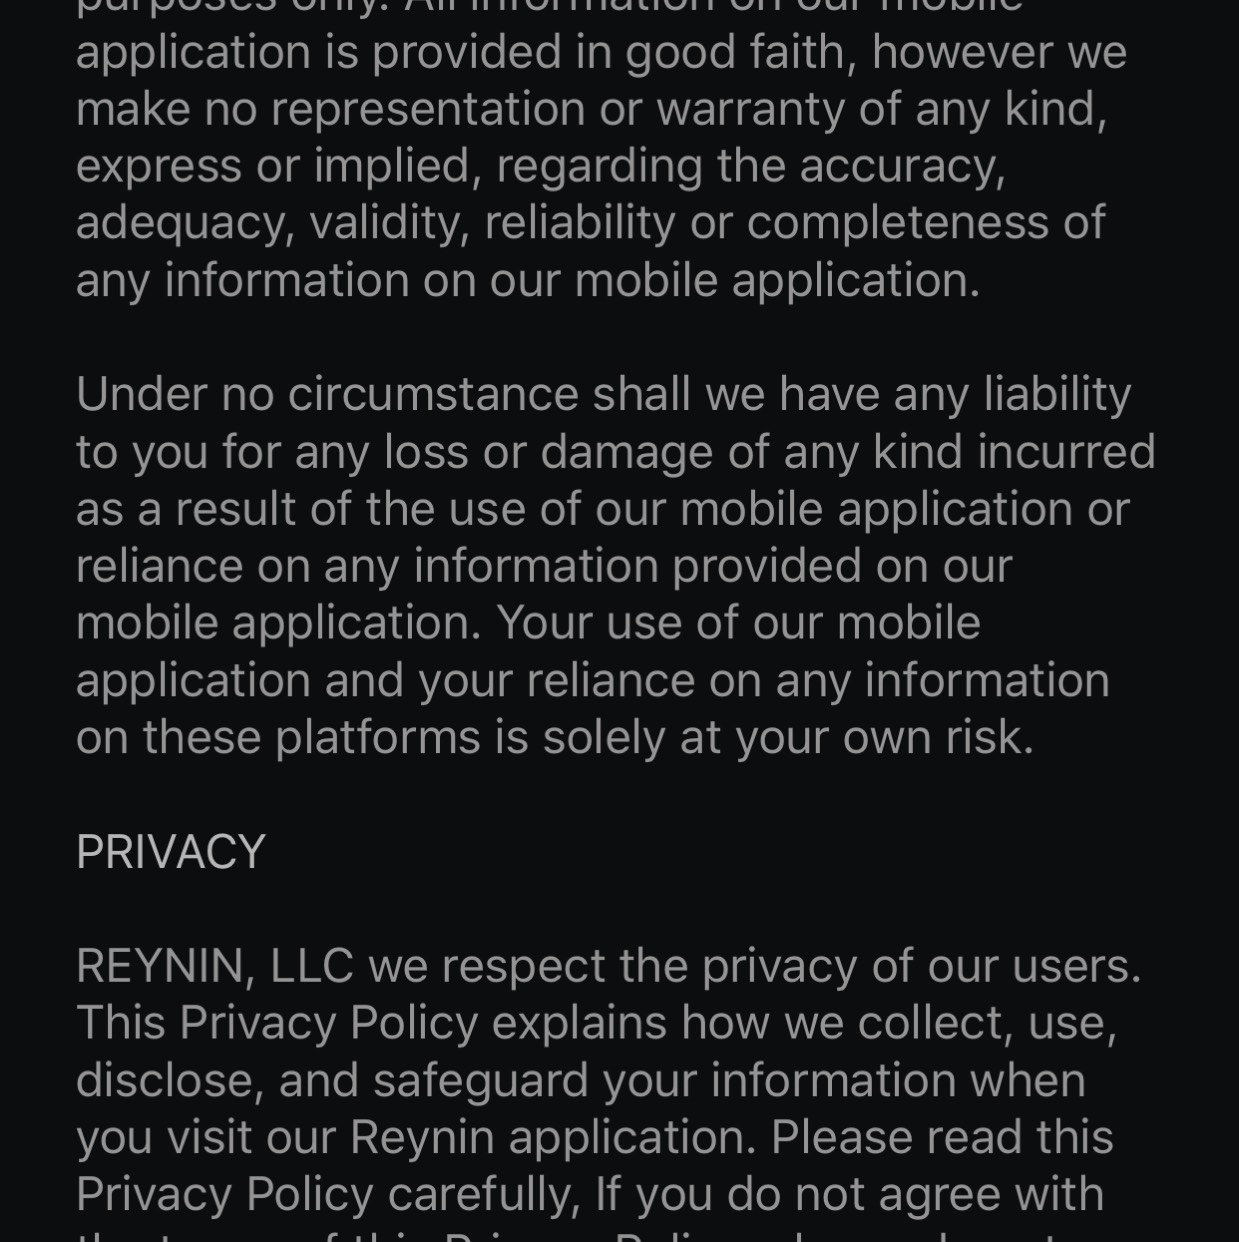 purposes only. All information on our mobile
application is provided in good faith, however we
make no representation or warranty of any kind,
express or implied, regarding the accuracy,
adequacy, validity, reliability or completeness of
any information on our mobile application.
Under no circumstance shall we have any liability
to you for any loss or damage of any kind incurred
as a result of the use of our mobile application or
reliance on any information provided on our
mobile application. Your use of our mobile
application and your reliance on any information
on these platforms is solely at your own risk.
PRIVACY
REYNIN, LLC we respect the privacy of our users.
This Privacy Policy explains how we collect, use,
disclose, and safeguard your information when
you visit our Reynin application. Please read this
Privacy Policy carefully, If you do not agree with